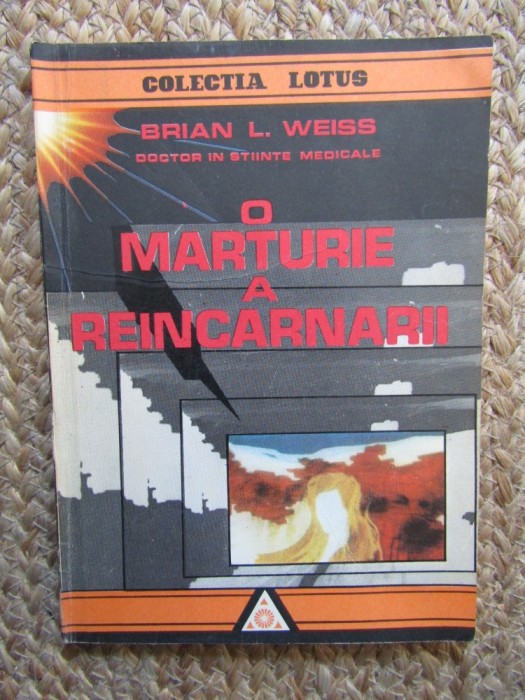 COLECTIA LOTUS
BRIAN L. WEISS
DOCTOR IN STIINTE MEDICALE
O
MARTURIE
A
REINCARNARII